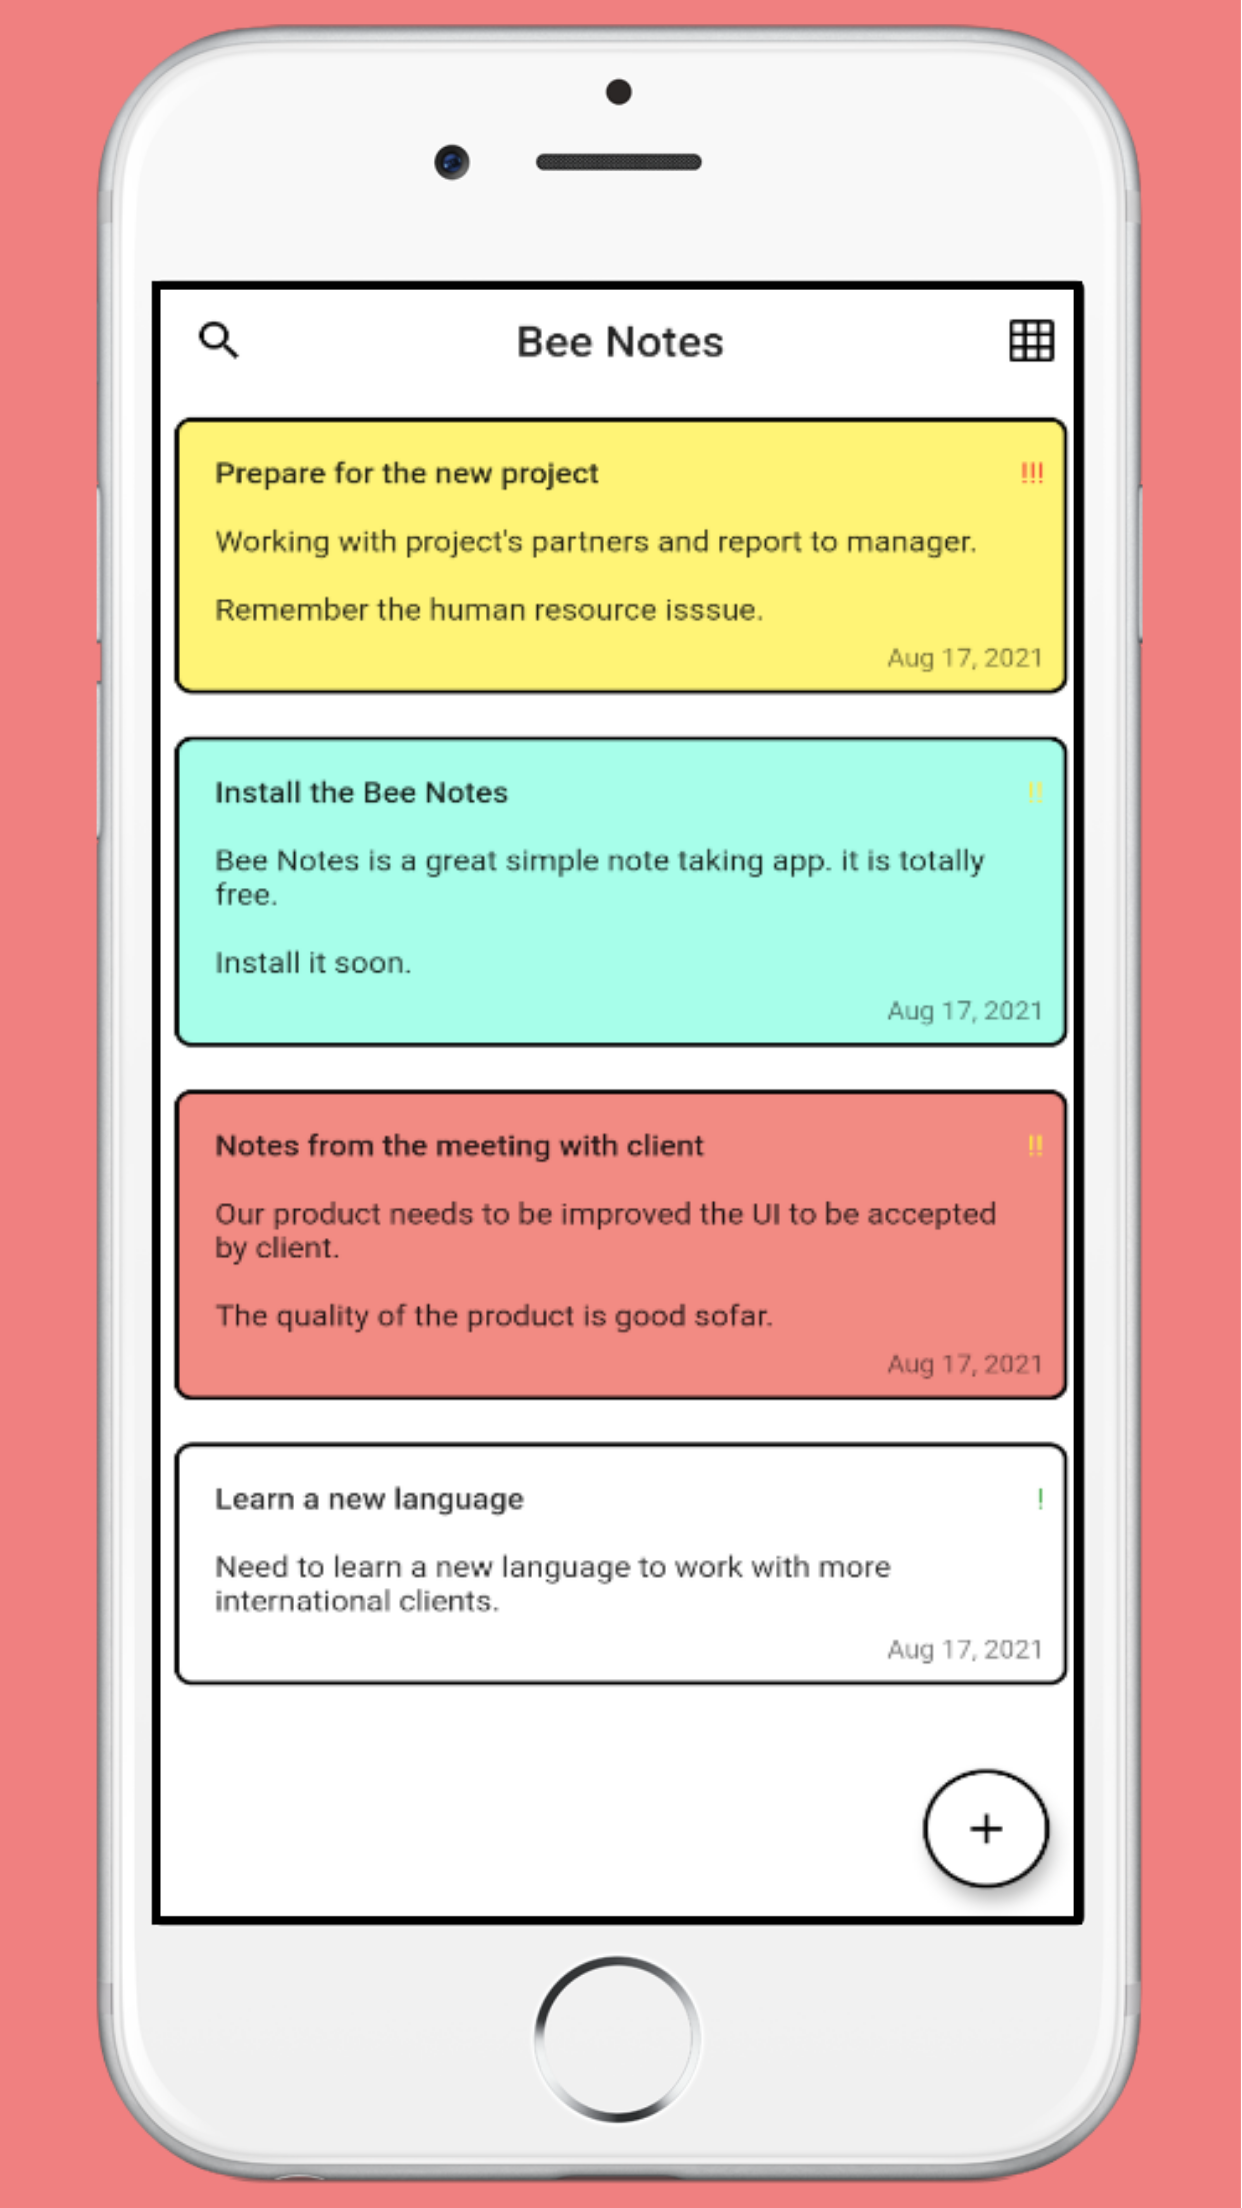 Bee Notes
Prepare for the new project
!!!
Working with project's partners and report to manager.
Remember the human resource isssue.
Aug 17, 2021
Install the Bee Notes
!!
Bee Notes is a great simple note taking app. it is totally
free.
Install it soon.
Aug 17, 2021
Notes from the meeting with client
!!
Our product needs to be improved the UI to be accepted
by client.
The quality of the product is good sofar.
Aug 17, 2021
Learn a new language
!
Need to learn a new language to work with more
international clients.
Aug 17, 2021
+